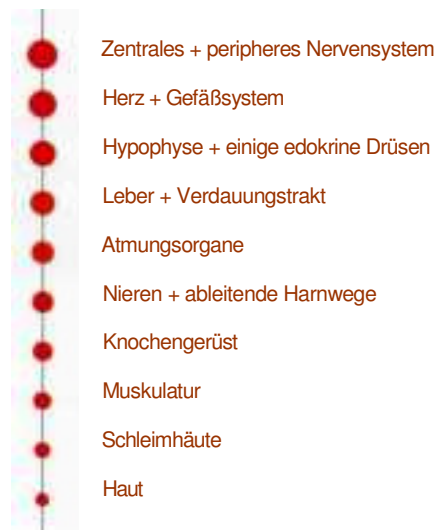 Zentrales + peripheres Nervensystem
Herz + Gefäßsystem
Hypophyse + einige edokrine Drüsen
Leber + Verdauungstrakt
Atmungsorgane
Nieren + ableitende Harnwege
Knochengerüst
Muskulatur
Schleimhäute
Haut